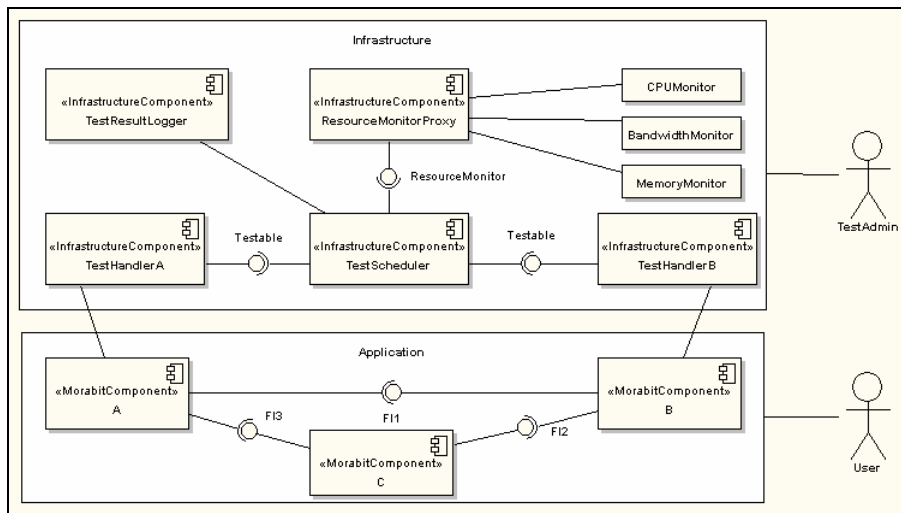 Infrastructure
«InfrastructureComponent»
TestResultLogger
«InfrastructureComponent»
ResourceMonitorProxy
CPUMonitor
BandwidthMonitor
MemoryMonitor
ResourceMonitor
TestAdmin
«InfrastructureComponent»
TestHandlerA
Testable
«InfrastructureComponent»
TestScheduler
Testable
«InfrastructureComponent»
TestHandlerB
Application
«MorabitComponent»
A
«MorabitComponent»
B
FI3
FI1
FI2
«MorabitComponent»
C
User